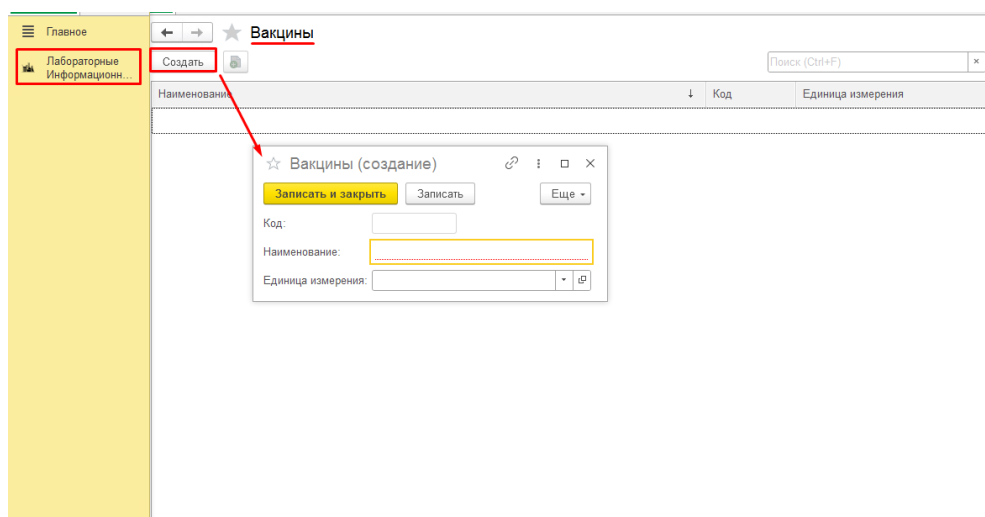 Главное
Вакцины
Лабораторные
Информационн...
Создать
Поиск (Ctrl+F)
×
Наименование ↓ Код Единица измерения
Вакцины (создание)
Записать и закрыть Записать Еще
Код:
Наименование:
Единица измерения: